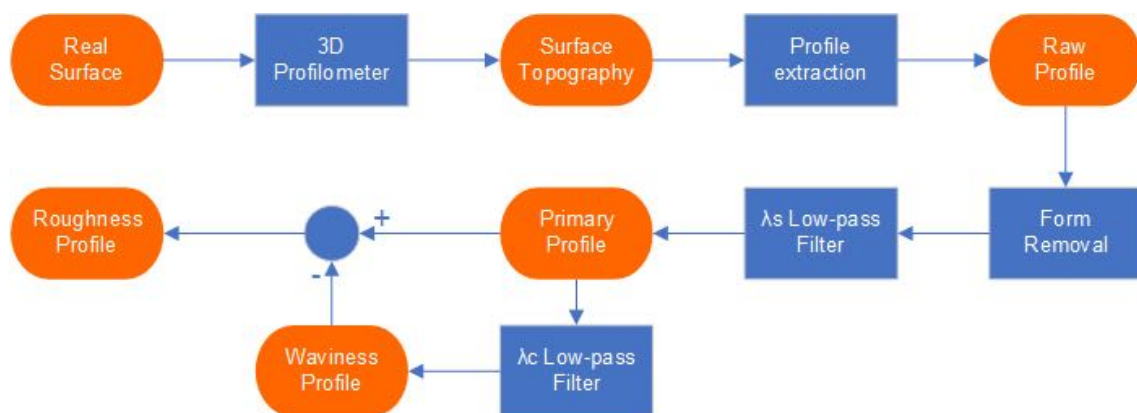 Real
Surface
3D
Profilometer
Surface
Topography
Profile
extraction
Raw
Profile
Roughness
Profile
+
-
Primary
Profile
λs Low-pass
Filter
Form
Removal
Waviness
Profile
λc Low-pass
Filter